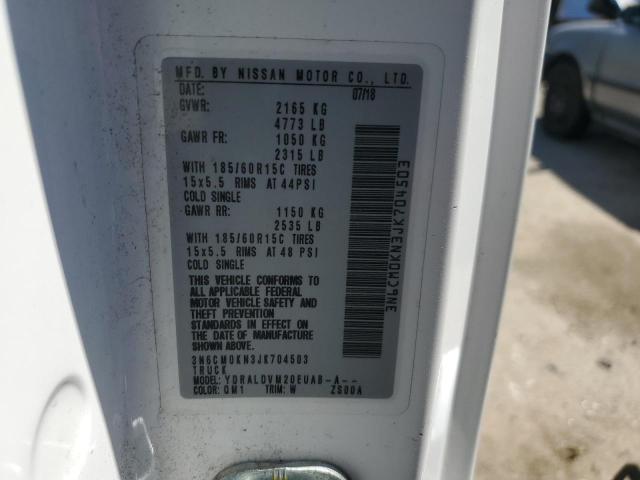 MFD. BY NISSAN MOTOR CO., LTD.
DATE: 07/18
GVWR: 2165 KG
4773 LB
GAWR FR: 1050 KG
2315 LB
WITH 185/60R15C TIRES
15x5.5 RIMS AT 44PSI
COLD SINGLE
GAWR RR: 1150 KG
2535 LB
WITH 185/60R15C TIRES
15x5.5 RIMS AT 48 PSI
COLD SINGLE
THIS VEHICLE CONFORMS TO
ALL APPLICABLE FEDERAL
MOTOR VEHICLE SAFETY AND
THEFT PREVENTION
STANDARDS IN EFFECT ON
THE DATE OF MANUFACTURE
SHOWN ABOVE.
3N6CM0KN3JK704503
TRUCK
MODEL: YDRALDVM20EUAB-A--
COLOR: QM1 TRIM: W ZS00A
3N6CM0KN3JK704503